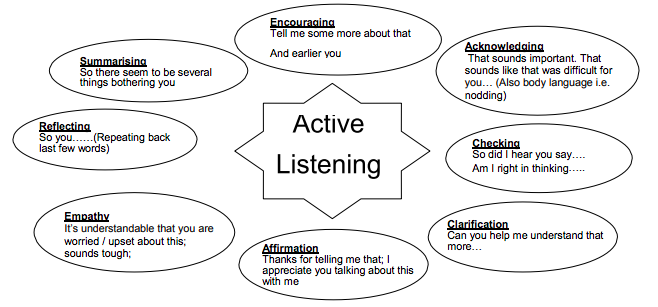 Encouraging
Tell me some more about that
And earlier you
Acknowledging
That sounds important. That
sounds like that was difficult for
you… (Also body language i.e.
nodding)
Summarising
So there seem to be several
things bothering you
Active
Listening
Reflecting
So you……(Repeating back
last few words)
Checking
So did I hear you say….
Am I right in thinking…..
Empathy
It’s understandable that you are
worried / upset about this;
sounds tough;
Clarification
Can you help me understand that
more…
Affirmation
Thanks for telling me that; I
appreciate you talking about this
with me